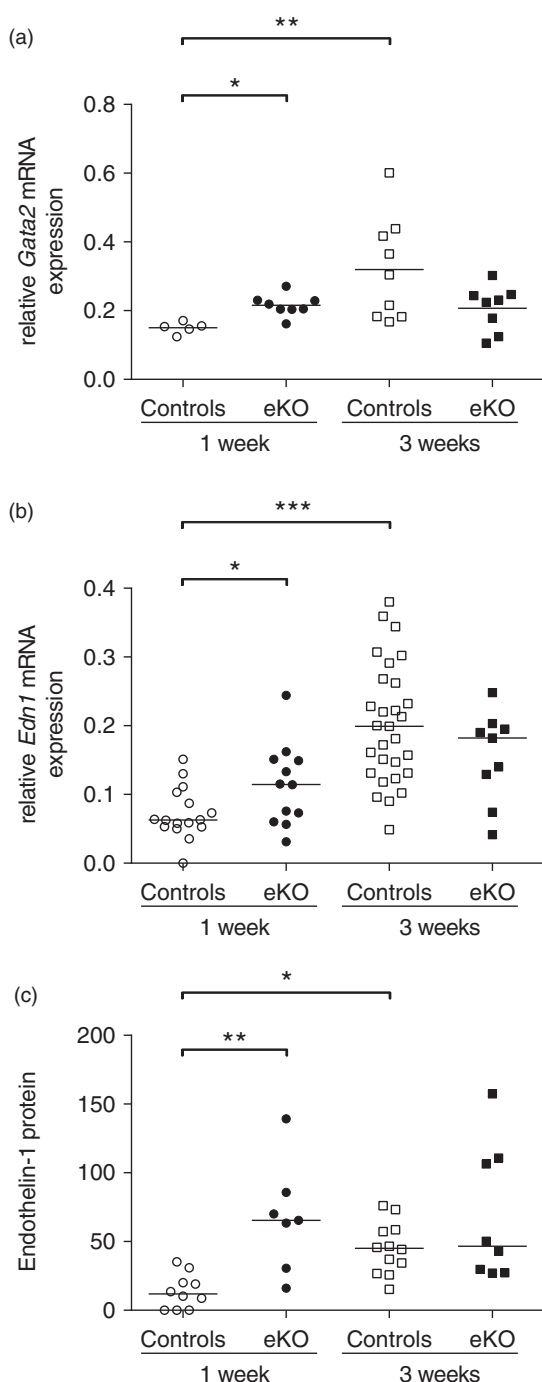 (a)
**
*
0.8
0.6
0.4
0.2
0.0
relative Gata2 mRNA
expression
Controls eKO Controls eKO
1 week 3 weeks
(b)
***
*
0.4
0.3
0.2
0.1
0.0
relative Edn1 mRNA
expression
Controls eKO Controls eKO
1 week 3 weeks
(c)
*
**
200
150
100
50
0
Endothelin-1 protein
Controls eKO Controls eKO
1 week 3 weeks